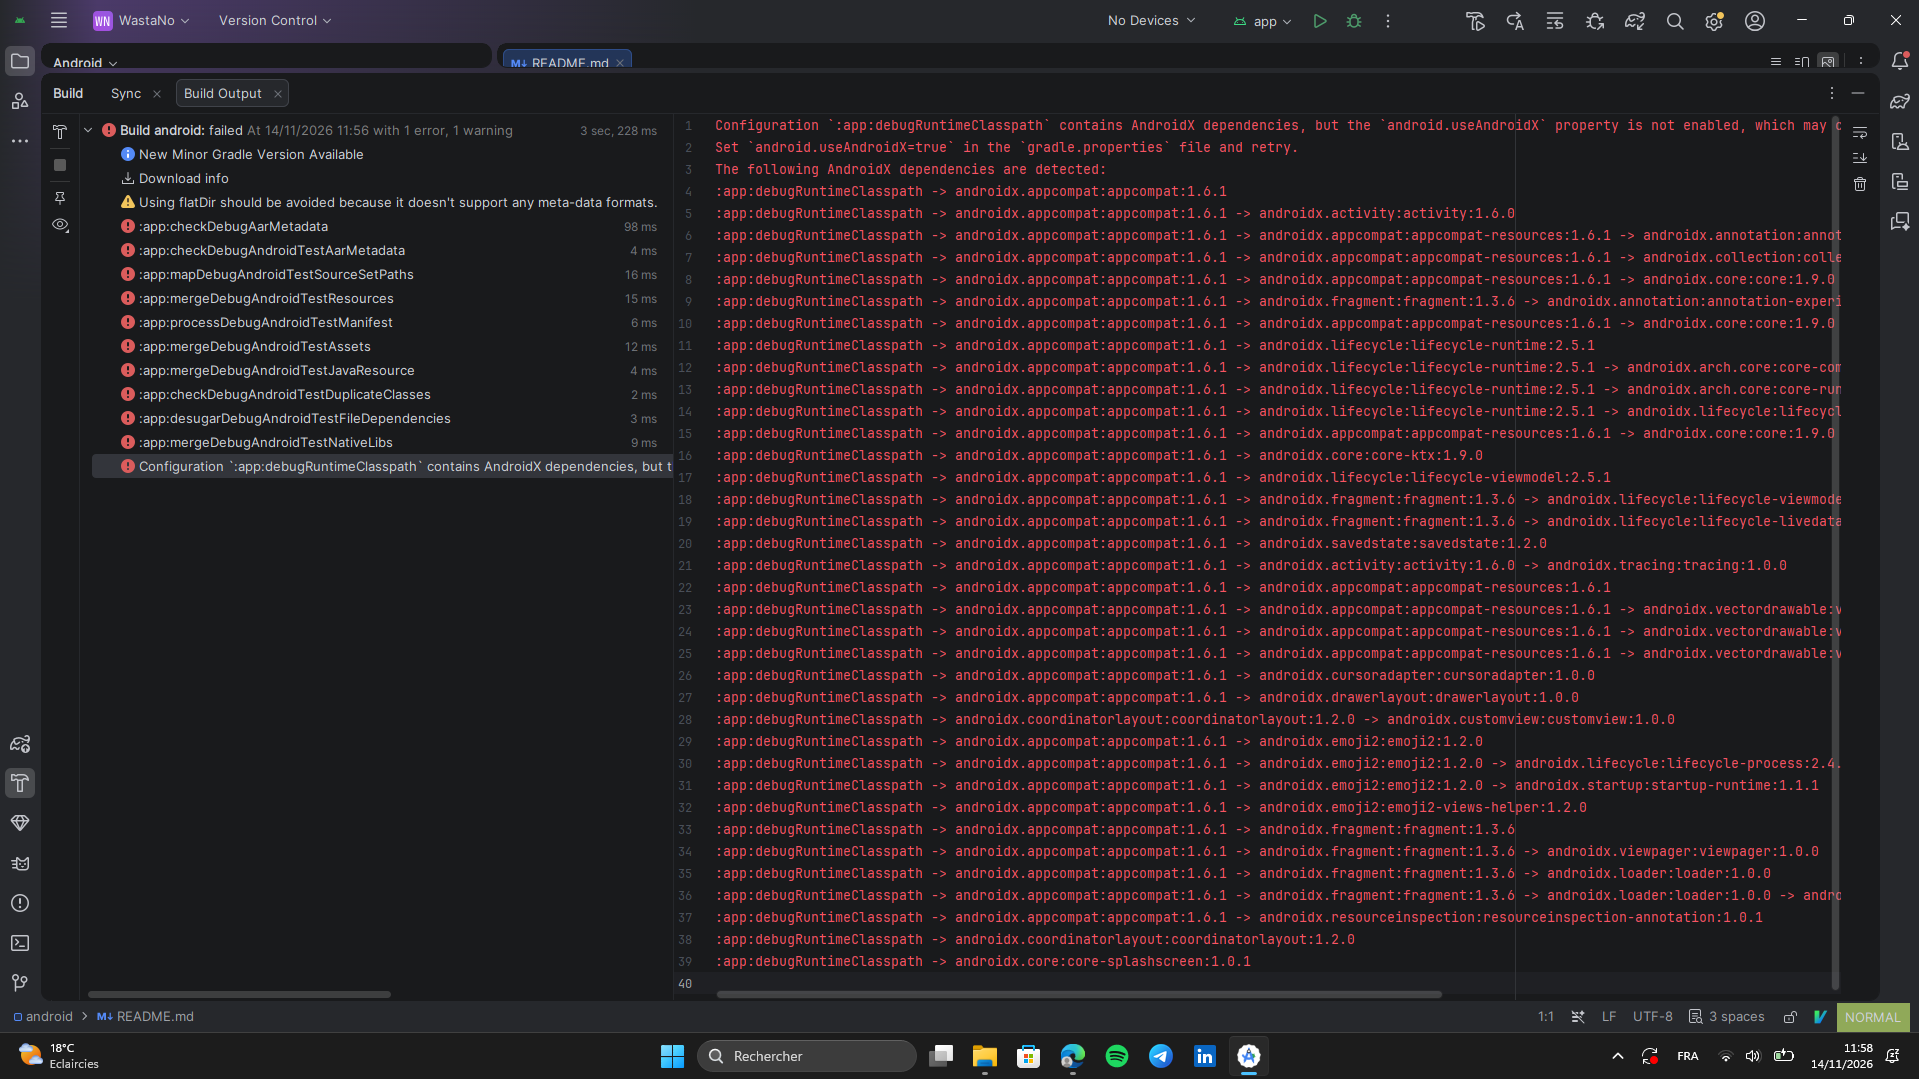 WN WastaNo Version Control No Devices app
Android README.md
Build Sync Build Output
Build android: failed At 14/11/2026 11:56 with 1 error, 1 warning 3 sec, 228 ms
New Minor Gradle Version Available
Download info
Using flatDir should be avoided because it doesn't support any meta-data formats.
:app:checkDebugAarMetadata 98 ms
:app:checkDebugAndroidTestAarMetadata 4 ms
:app:mapDebugAndroidTestSourceSetPaths 16 ms
:app:mergeDebugAndroidTestResources 15 ms
:app:processDebugAndroidTestManifest 6 ms
:app:mergeDebugAndroidTestAssets 12 ms
:app:mergeDebugAndroidTestJavaResource 4 ms
:app:checkDebugAndroidTestDuplicateClasses 2 ms
:app:desugarDebugAndroidTestFileDependencies 3 ms
:app:mergeDebugAndroidTestNativeLibs 9 ms
Configuration `:app:debugRuntimeClasspath` contains AndroidX dependencies, but t
1 Configuration `:app:debugRuntimeClasspath` contains AndroidX dependencies, but the `android.useAndroidX` property is not enabled, which may c
2 Set `android.useAndroidX=true` in the `gradle.properties` file and retry.
3 The following AndroidX dependencies are detected:
4 :app:debugRuntimeClasspath -> androidx.appcompat:appcompat:1.6.1
5 :app:debugRuntimeClasspath -> androidx.appcompat:appcompat:1.6.1 -> androidx.activity:activity:1.6.0
6 :app:debugRuntimeClasspath -> androidx.appcompat:appcompat:1.6.1 -> androidx.appcompat:appcompat-resources:1.6.1 -> androidx.annotation:annot
7 :app:debugRuntimeClasspath -> androidx.appcompat:appcompat:1.6.1 -> androidx.appcompat:appcompat-resources:1.6.1 -> androidx.collection:colle
8 :app:debugRuntimeClasspath -> androidx.appcompat:appcompat:1.6.1 -> androidx.appcompat:appcompat-resources:1.6.1 -> androidx.core:core:1.9.0
9 :app:debugRuntimeClasspath -> androidx.appcompat:appcompat:1.6.1 -> androidx.fragment:fragment:1.3.6 -> androidx.annotation:annotation-experi
10 :app:debugRuntimeClasspath -> androidx.appcompat:appcompat:1.6.1 -> androidx.appcompat:appcompat-resources:1.6.1 -> androidx.core:core:1.9.0
11 :app:debugRuntimeClasspath -> androidx.appcompat:appcompat:1.6.1 -> androidx.lifecycle:lifecycle-runtime:2.5.1
12 :app:debugRuntimeClasspath -> androidx.appcompat:appcompat:1.6.1 -> androidx.lifecycle:lifecycle-runtime:2.5.1 -> androidx.arch.core:core-com
13 :app:debugRuntimeClasspath -> androidx.appcompat:appcompat:1.6.1 -> androidx.lifecycle:lifecycle-runtime:2.5.1 -> androidx.arch.core:core-run
14 :app:debugRuntimeClasspath -> androidx.appcompat:appcompat:1.6.1 -> androidx.lifecycle:lifecycle-runtime:2.5.1 -> androidx.lifecycle:lifecycl
15 :app:debugRuntimeClasspath -> androidx.appcompat:appcompat:1.6.1 -> androidx.appcompat:appcompat-resources:1.6.1 -> androidx.core:core:1.9.0
16 :app:debugRuntimeClasspath -> androidx.appcompat:appcompat:1.6.1 -> androidx.core:core-ktx:1.9.0
17 :app:debugRuntimeClasspath -> androidx.appcompat:appcompat:1.6.1 -> androidx.lifecycle:lifecycle-viewmodel:2.5.1
18 :app:debugRuntimeClasspath -> androidx.appcompat:appcompat:1.6.1 -> androidx.fragment:fragment:1.3.6 -> androidx.lifecycle:lifecycle-viewmode
19 :app:debugRuntimeClasspath -> androidx.appcompat:appcompat:1.6.1 -> androidx.fragment:fragment:1.3.6 -> androidx.lifecycle:lifecycle-livedata
20 :app:debugRuntimeClasspath -> androidx.appcompat:appcompat:1.6.1 -> androidx.savedstate:savedstate:1.2.0
21 :app:debugRuntimeClasspath -> androidx.appcompat:appcompat:1.6.1 -> androidx.activity:activity:1.6.0 -> androidx.tracing:tracing:1.0.0
22 :app:debugRuntimeClasspath -> androidx.appcompat:appcompat:1.6.1 -> androidx.appcompat:appcompat-resources:1.6.1
23 :app:debugRuntimeClasspath -> androidx.appcompat:appcompat:1.6.1 -> androidx.appcompat:appcompat-resources:1.6.1 -> androidx.vectordrawable:v
24 :app:debugRuntimeClasspath -> androidx.appcompat:appcompat:1.6.1 -> androidx.appcompat:appcompat-resources:1.6.1 -> androidx.vectordrawable:v
25 :app:debugRuntimeClasspath -> androidx.appcompat:appcompat:1.6.1 -> androidx.appcompat:appcompat-resources:1.6.1 -> androidx.vectordrawable:v
26 :app:debugRuntimeClasspath -> androidx.appcompat:appcompat:1.6.1 -> androidx.cursoradapter:cursoradapter:1.0.0
27 :app:debugRuntimeClasspath -> androidx.appcompat:appcompat:1.6.1 -> androidx.drawerlayout:drawerlayout:1.0.0
28 :app:debugRuntimeClasspath -> androidx.coordinatorlayout:coordinatorlayout:1.2.0 -> androidx.customview:customview:1.0.0
29 :app:debugRuntimeClasspath -> androidx.appcompat:appcompat:1.6.1 -> androidx.emoji2:emoji2:1.2.0
30 :app:debugRuntimeClasspath -> androidx.appcompat:appcompat:1.6.1 -> androidx.emoji2:emoji2:1.2.0 -> androidx.lifecycle:lifecycle-process:2.4.
31 :app:debugRuntimeClasspath -> androidx.appcompat:appcompat:1.6.1 -> androidx.emoji2:emoji2:1.2.0 -> androidx.startup:startup-runtime:1.1.1
32 :app:debugRuntimeClasspath -> androidx.appcompat:appcompat:1.6.1 -> androidx.emoji2:emoji2-views-helper:1.2.0
33 :app:debugRuntimeClasspath -> androidx.appcompat:appcompat:1.6.1 -> androidx.fragment:fragment:1.3.6
34 :app:debugRuntimeClasspath -> androidx.appcompat:appcompat:1.6.1 -> androidx.fragment:fragment:1.3.6 -> androidx.viewpager:viewpager:1.0.0
35 :app:debugRuntimeClasspath -> androidx.appcompat:appcompat:1.6.1 -> androidx.fragment:fragment:1.3.6 -> androidx.loader:loader:1.0.0
36 :app:debugRuntimeClasspath -> androidx.appcompat:appcompat:1.6.1 -> androidx.fragment:fragment:1.3.6 -> androidx.loader:loader:1.0.0 -> andro
37 :app:debugRuntimeClasspath -> androidx.appcompat:appcompat:1.6.1 -> androidx.resourceinspection:resourceinspection-annotation:1.0.1
38 :app:debugRuntimeClasspath -> androidx.coordinatorlayout:coordinatorlayout:1.2.0
39 :app:debugRuntimeClasspath -> androidx.core:core-splashscreen:1.0.1
40
android > README.md 1:1 LF UTF-8 3 spaces NORMAL
18°C
Eclaircies
Rechercher
FRA
11:58
14/11/2026